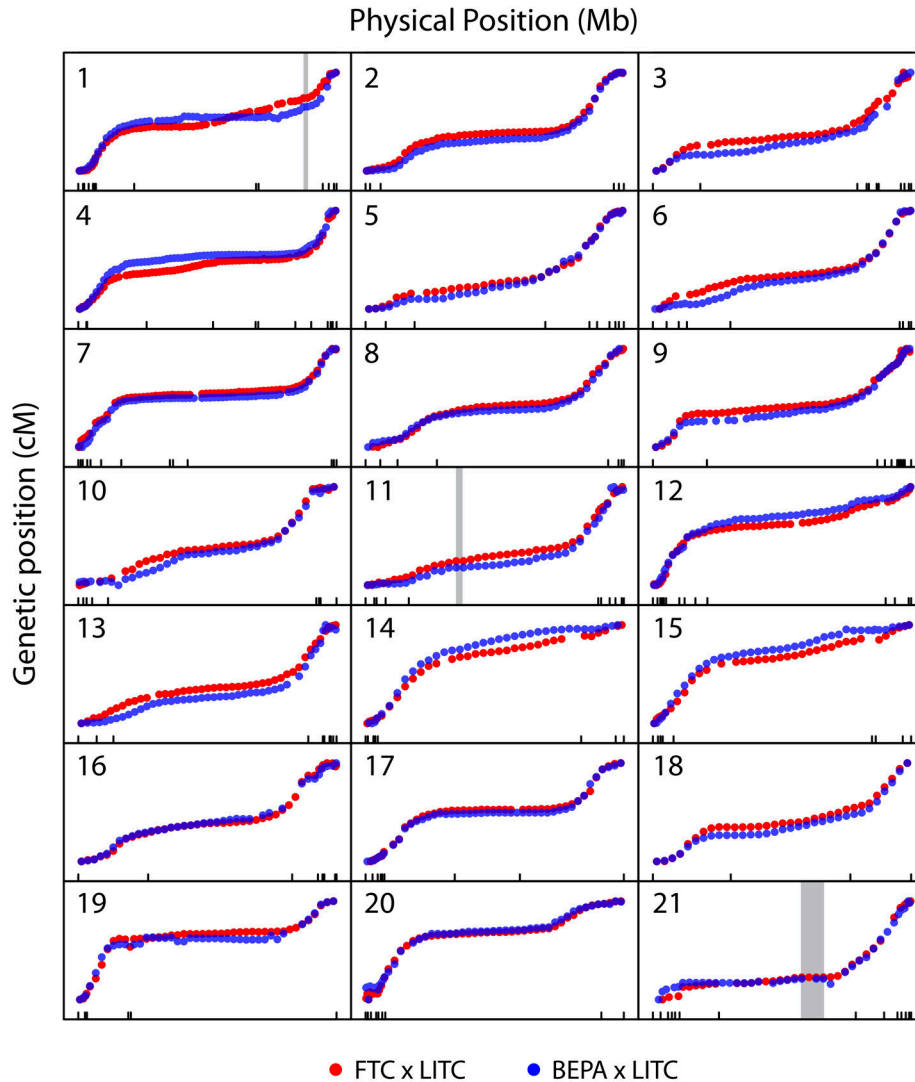 Physical Position (Mb)
Genetic position (cM)
1 2 3
4 5 6
7 8 9
10 11 12
13 14 15
16 17 18
19 20 21
FTC x LITC BEPA x LITC